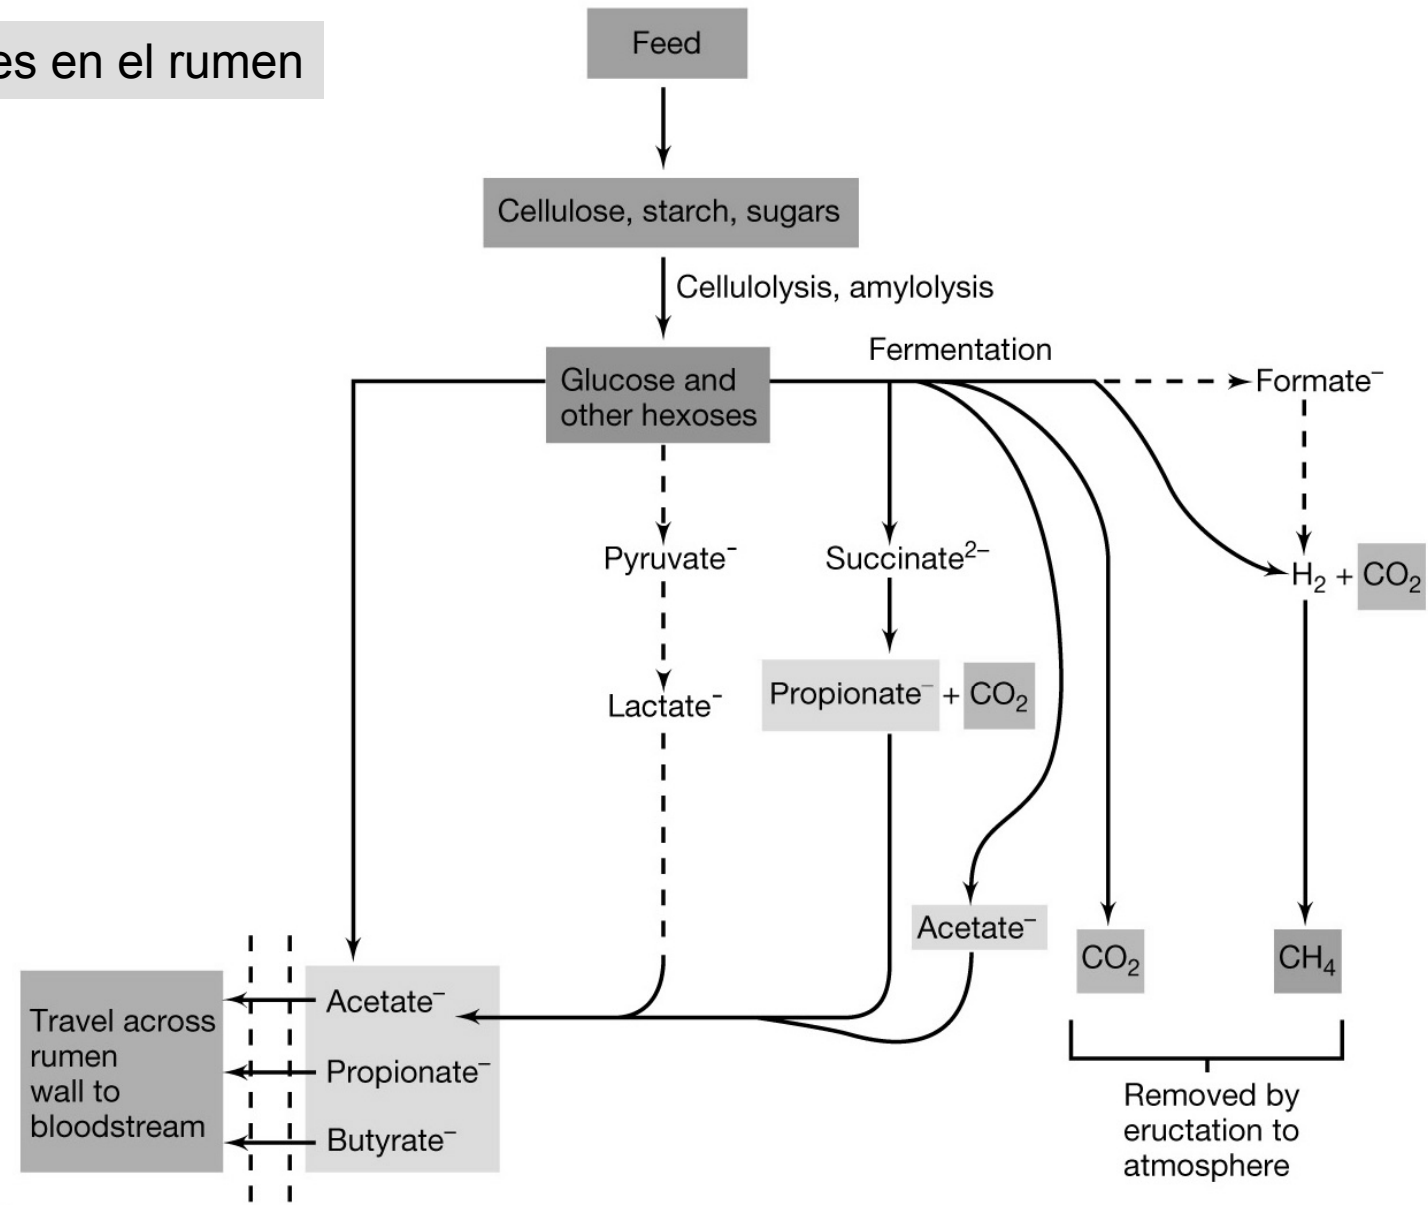 es en el rumen
Feed
Cellulose, starch, sugars
Cellulolysis, amylolysis
Fermentation
Glucose and
other hexoses
Formate⁻
Pyruvate⁻
Succinate²⁻
H₂ + CO₂
Lactate⁻
Propionate⁻ + CO₂
Acetate⁻
CO₂
CH₄
Travel across
rumen
wall to
bloodstream
Acetate⁻
Propionate⁻
Butyrate⁻
Removed by
eructation to
atmosphere